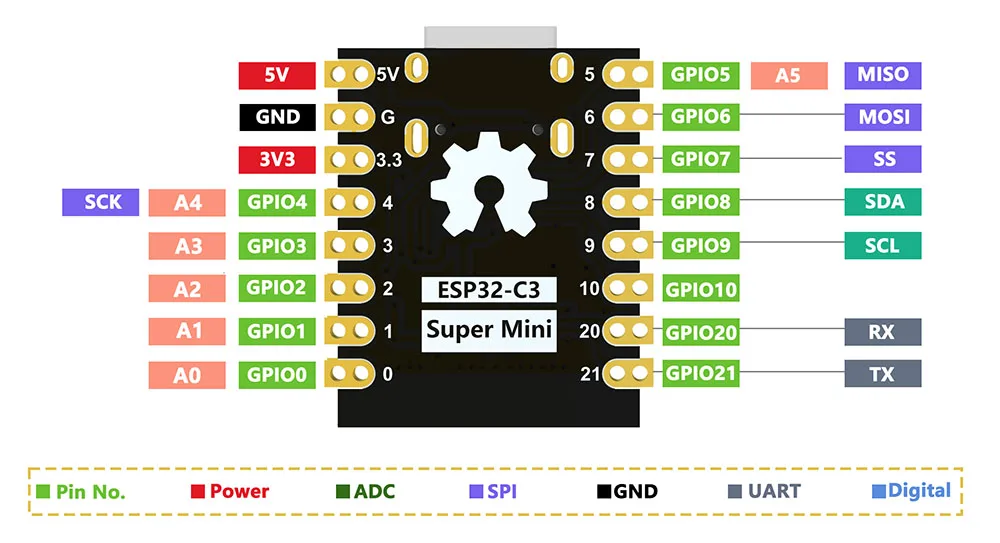 5V 5V 5 GPIO5 A5 MISO
GND G 6 GPIO6 MOSI
3V3 3.3 7 GPIO7 SS
SCK A4 GPIO4 4 8 GPIO8 SDA
A3 GPIO3 3 9 GPIO9 SCL
A2 GPIO2 2 10 GPIO10
ESP32-C3
A1 GPIO1 1 20 GPIO20 RX
Super Mini
A0 GPIO0 0 21 GPIO21 TX
Pin No. Power ADC SPI GND UART Digital